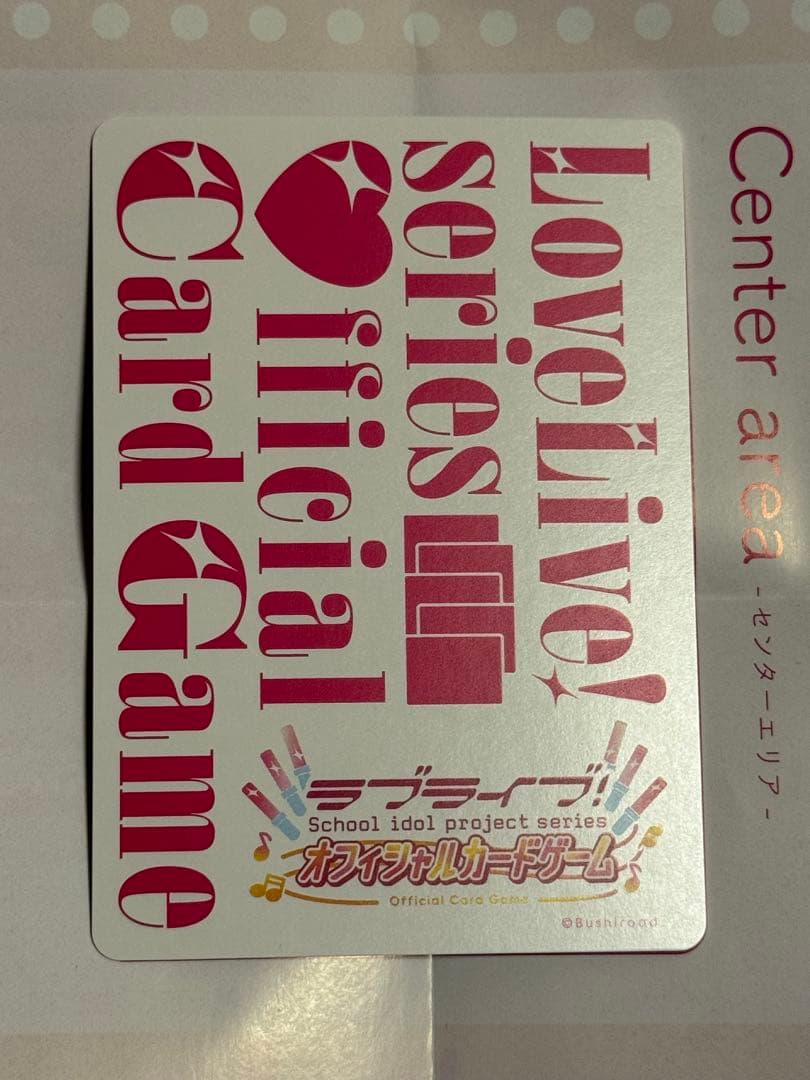 LoveLive!
series
♥fficial
Card Game
ラブライブ!
School idol project series
オフィシャルカードゲーム
Official Card Game
©Bushiroad
Center area
-センターエリア-